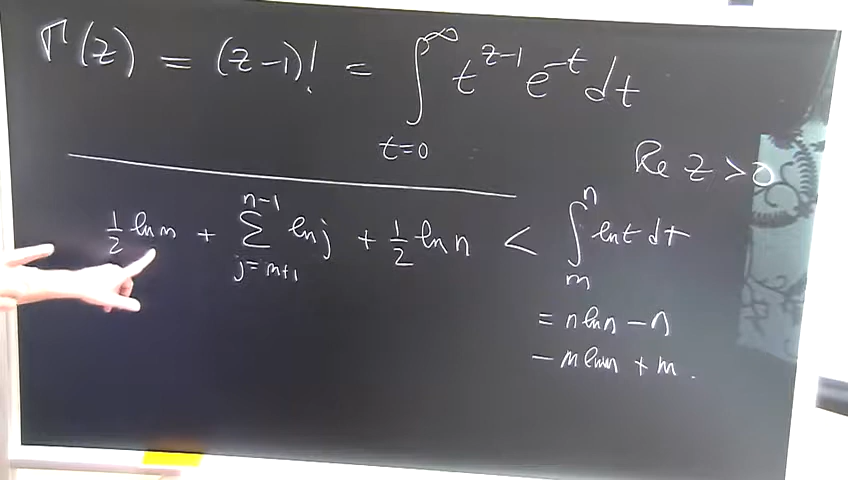 Γ(z) = (z-1)! = ∫_{t=0}^{∞} t^{z-1} e^{-t} dt
Re z > 0
½ ln m + ∑_{j=m+1}^{n-1} ln j + ½ ln n < ∫_m^n ln t dt
= n ln n - n
- m ln m + m .